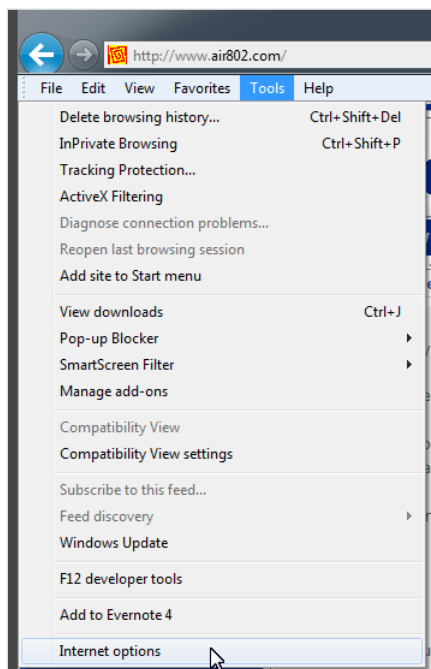 http://www.air802.com/
File Edit View Favorites Tools Help
Delete browsing history... Ctrl+Shift+Del
InPrivate Browsing Ctrl+Shift+P
Tracking Protection...
ActiveX Filtering
Diagnose connection problems...
Reopen last browsing session
Add site to Start menu
View downloads Ctrl+J
Pop-up Blocker
SmartScreen Filter
Manage add-ons
Compatibility View
Compatibility View settings
Subscribe to this feed...
Feed discovery
Windows Update
F12 developer tools
Add to Evernote 4
Internet options